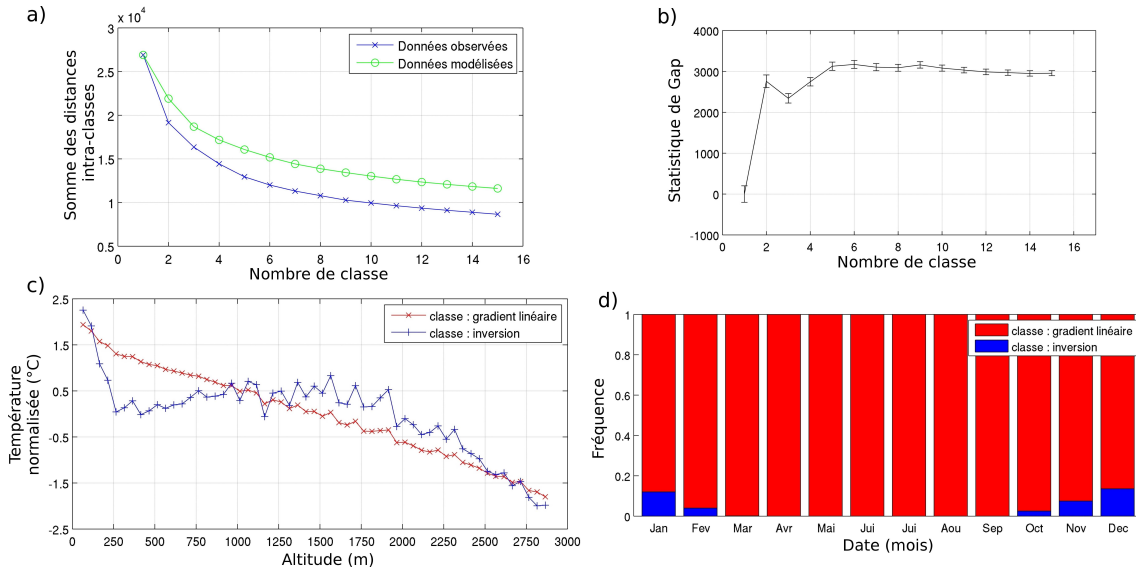 a)
x 10⁴
3
2.5
2
1.5
1
0.5
0 2 4 6 8 10 12 14 16
Somme des distances
intra-classes
Nombre de classe
Données observées
Données modélisées
b)
4000
3000
2000
1000
0
-1000
0 2 4 6 8 10 12 14 16
Statistique de Gap
Nombre de classe
c)
2.5
1.5
0.5
-0.5
-1.5
-2.5
0 250 500 750 1000 1250 1500 1750 2000 2250 2500 2750 3000
Température
normalisée (°C)
Altitude (m)
classe : gradient linéaire
classe : inversion
d)
1
0.8
0.6
0.4
0.2
0
Jan Fev Mar Avr Mai Jui Jui Aou Sep Oct Nov Dec
Fréquence
Date (mois)
classe : gradient linéaire
classe : inversion